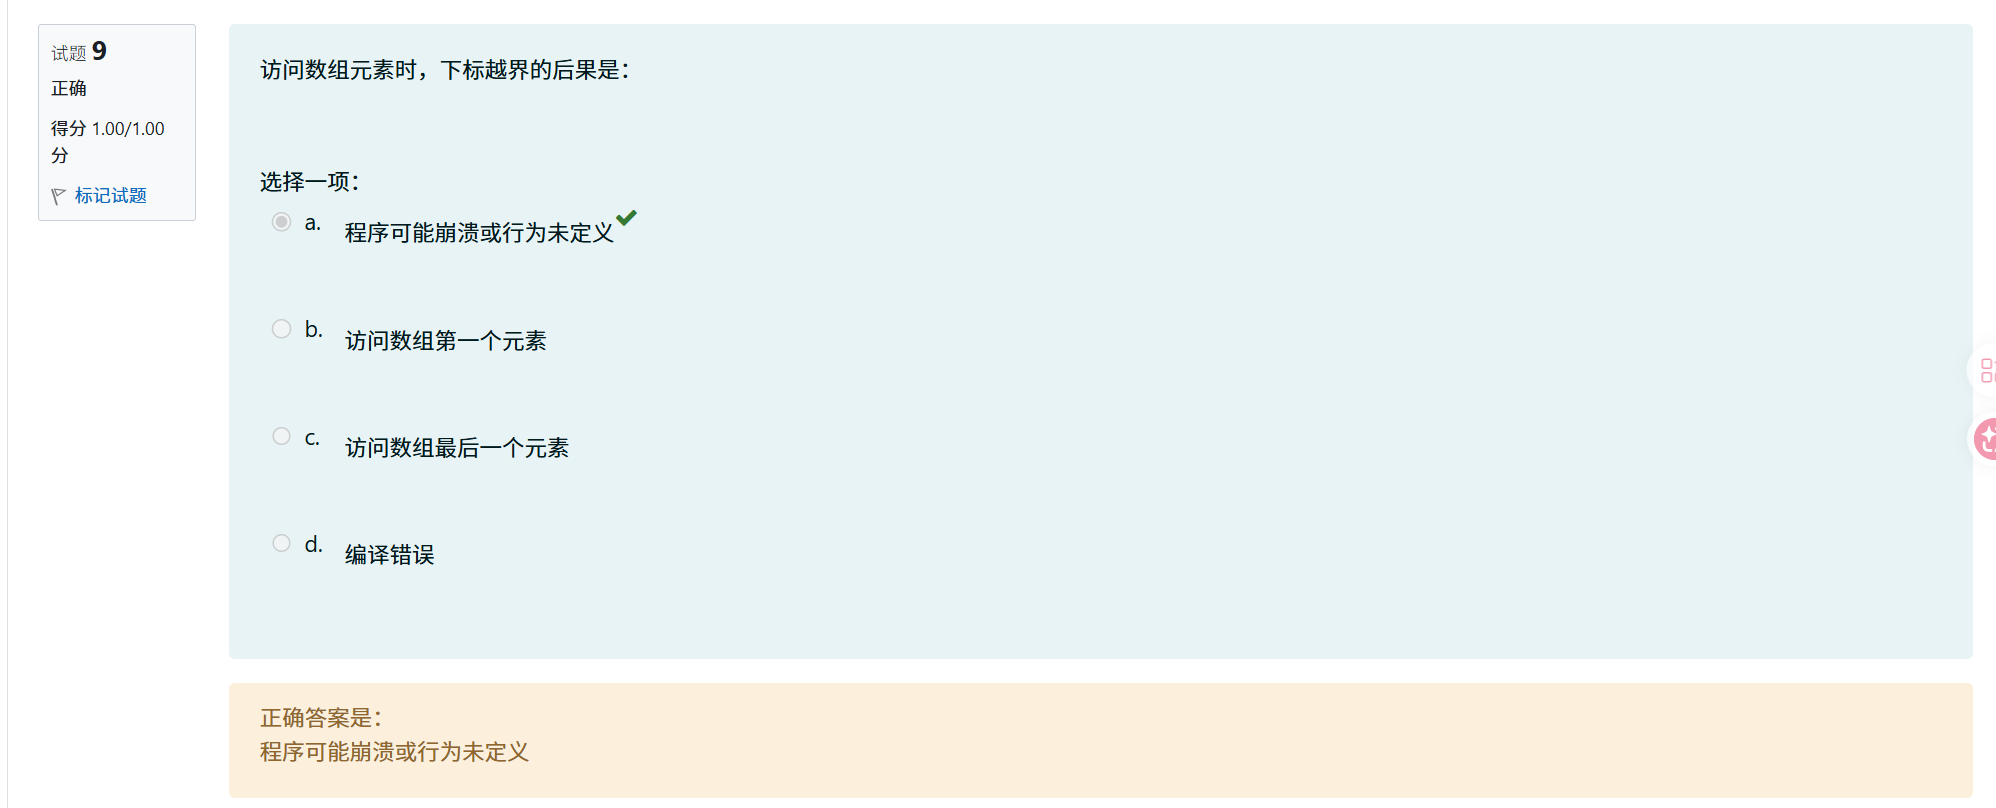 试题 9
正确
得分 1.00/1.00
分
标记试题
访问数组元素时，下标越界的后果是：
选择一项：
a. 程序可能崩溃或行为未定义
b. 访问数组第一个元素
c. 访问数组最后一个元素
d. 编译错误
正确答案是：
程序可能崩溃或行为未定义